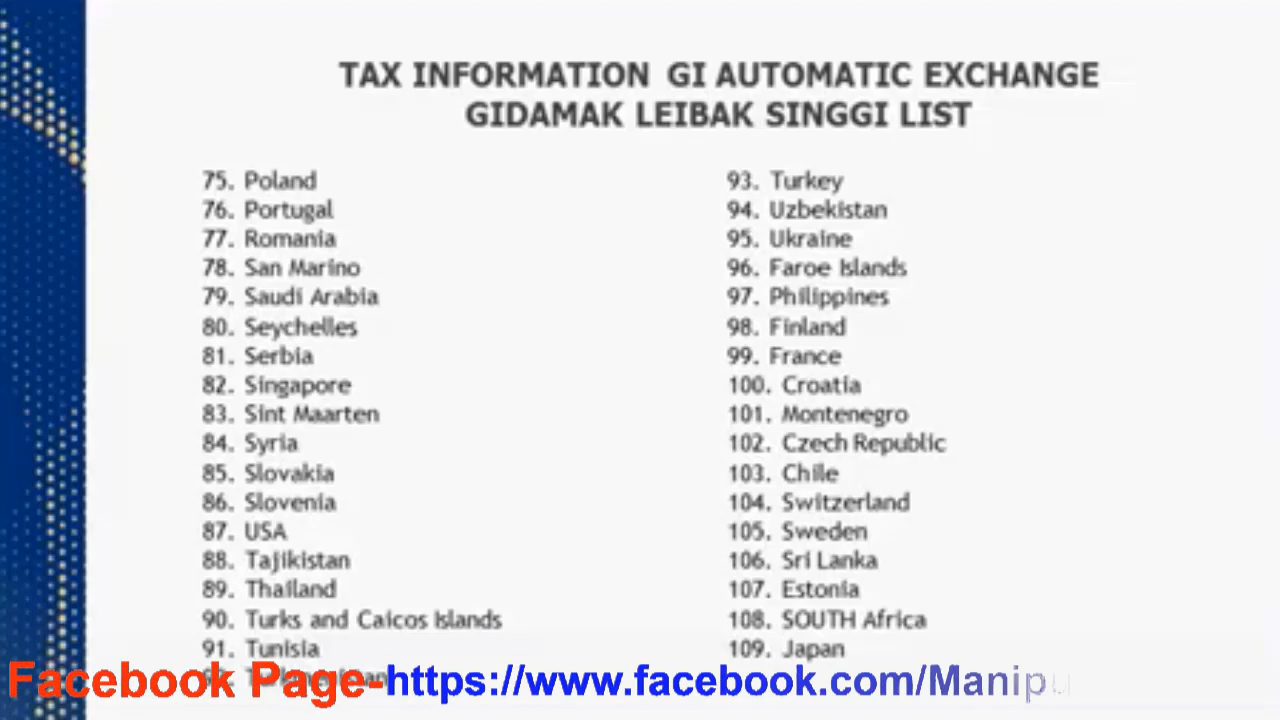 TAX INFORMATION GI AUTOMATIC EXCHANGE
GIDAMAK LEIBAK SINGGI LIST
75. Poland
76. Portugal
77. Romania
78. San Marino
79. Saudi Arabia
80. Seychelles
81. Serbia
82. Singapore
83. Sint Maarten
84. Syria
85. Slovakia
86. Slovenia
87. USA
88. Tajikistan
89. Thailand
90. Turks and Caicos Islands
91. Tunisia
93. Turkey
94. Uzbekistan
95. Ukraine
96. Faroe Islands
97. Philippines
98. Finland
99. France
100. Croatia
101. Montenegro
102. Czech Republic
103. Chile
104. Switzerland
105. Sweden
106. Sri Lanka
107. Estonia
108. SOUTH Africa
109. Japan
Facebook Page-https://www.facebook.com/Manipu